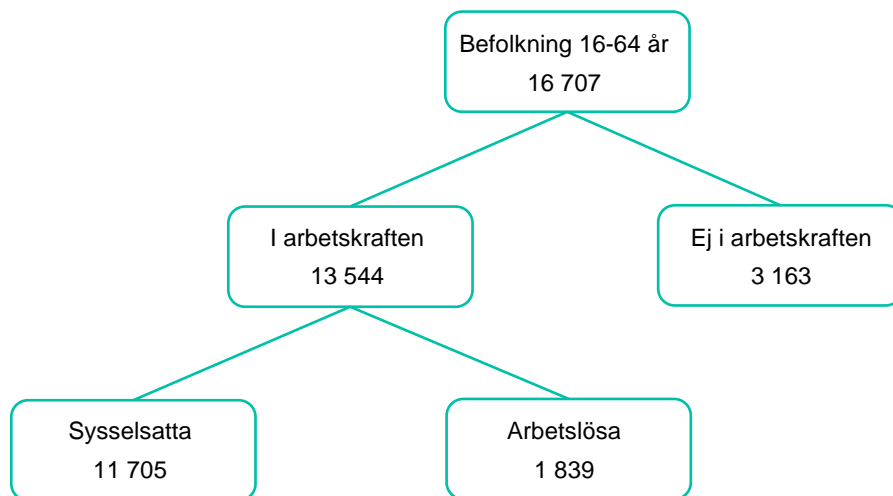 Befolkning 16-64 år
16 707
I arbetskraften
13 544
Ej i arbetskraften
3 163
Sysselsatta
11 705
Arbetslösa
1 839